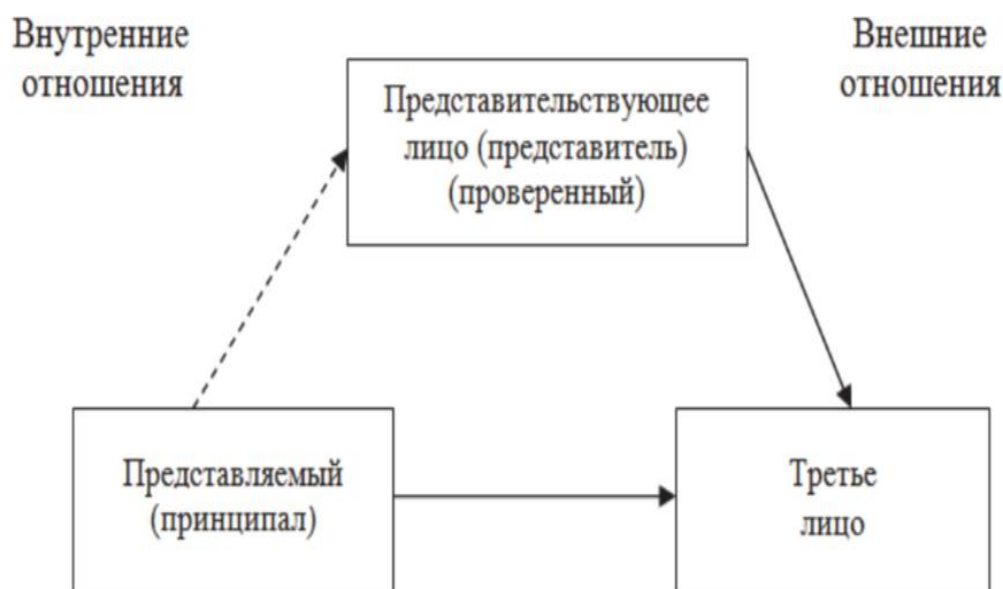 Внутренние
отношения
Внешние
отношения
Представительствующее
лицо (представитель)
(проверенный)
Представляемый
(принципал)
Третье
лицо